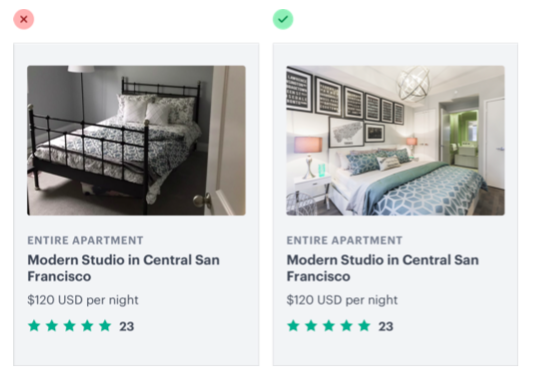 ENTIRE APARTMENT
Modern Studio in Central San
Francisco
$120 USD per night
23
ENTIRE APARTMENT
Modern Studio in Central San
Francisco
$120 USD per night
23